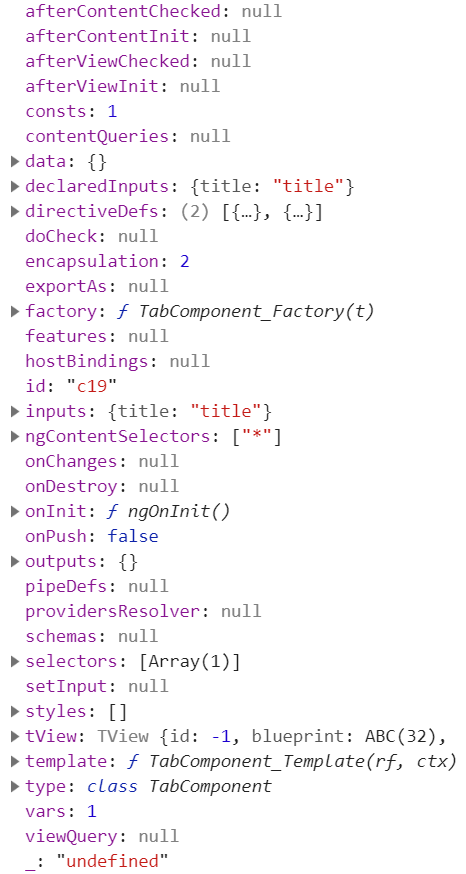 afterContentChecked: null
afterContentInit: null
afterViewChecked: null
afterViewInit: null
consts: 1
contentQueries: null
data: {}
declaredInputs: {title: "title"}
directiveDefs: (2) [{…}, {…}]
doCheck: null
encapsulation: 2
exportAs: null
factory: ƒ TabComponent_Factory(t)
features: null
hostBindings: null
id: "c19"
inputs: {title: "title"}
ngContentSelectors: ["*"]
onChanges: null
onDestroy: null
onInit: ƒ ngOnInit()
onPush: false
outputs: {}
pipeDefs: null
providersResolver: null
schemas: null
selectors: [Array(1)]
setInput: null
styles: []
tView: TView {id: -1, blueprint: ABC(32),
template: ƒ TabComponent_Template(rf, ctx)
type: class TabComponent
vars: 1
viewQuery: null
_: "undefined"